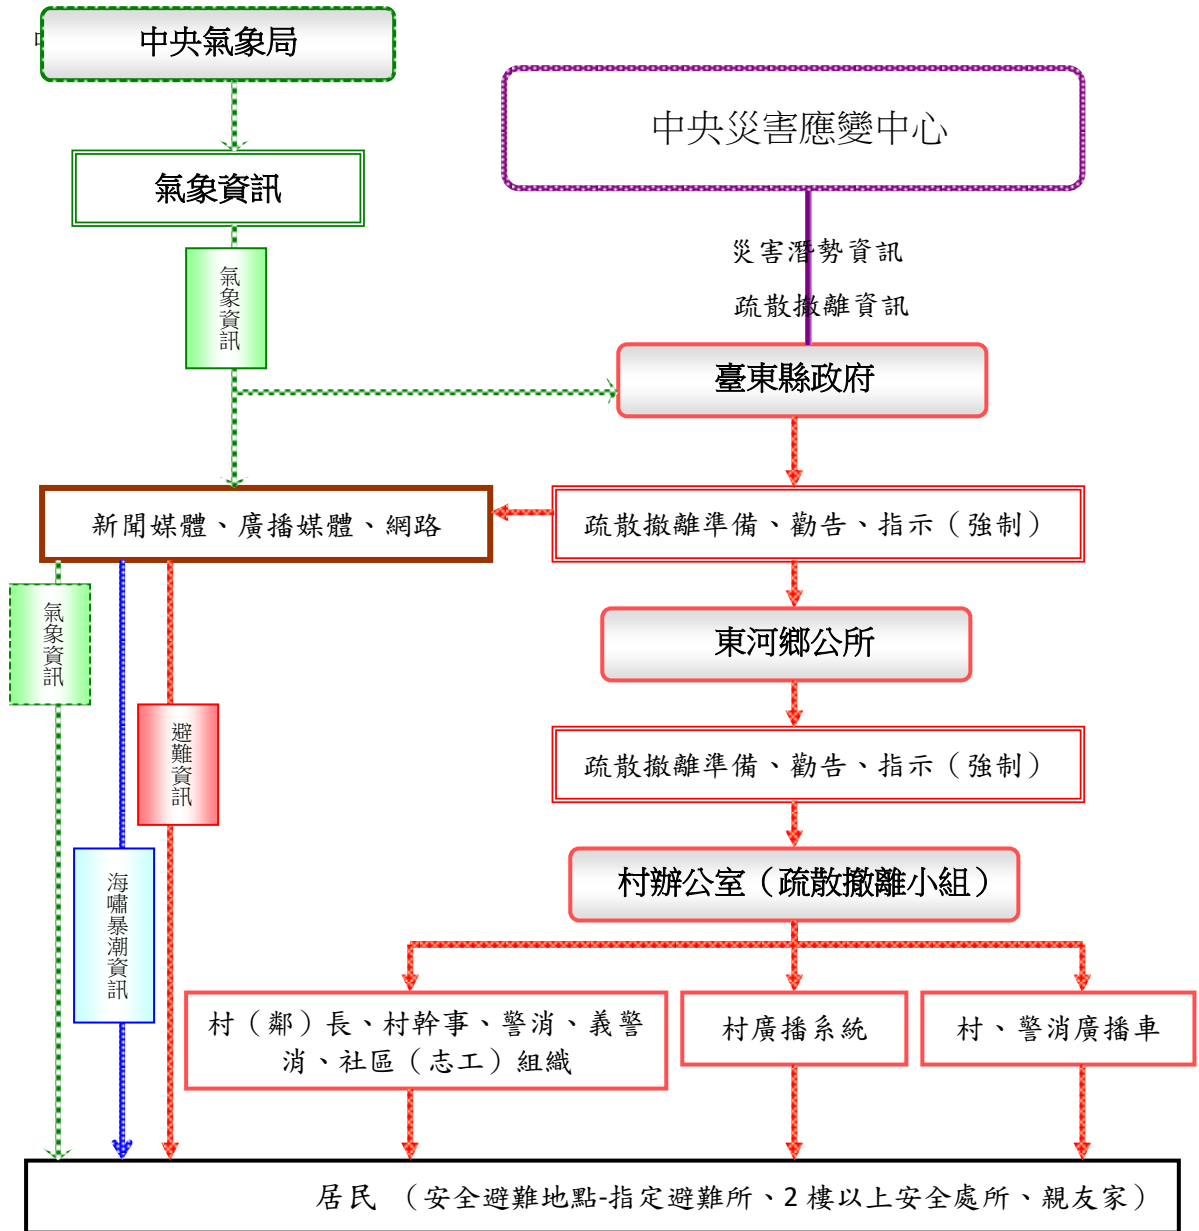 中央氣象局
中央災害應變中心
氣象資訊
災害潛勢資訊
氣象資訊
疏散撤離資訊
臺東縣政府
新聞媒體、廣播媒體、網路
疏散撤離準備、勸告、指示（強制）
氣象資訊
東河鄉公所
避難資訊
疏散撤離準備、勸告、指示（強制）
海嘯暴潮資訊
村辦公室（疏散撤離小組）
村（鄰）長、村幹事、警消、義警
消、社區（志工）組織
村廣播系統
村、警消廣播車
居民 （安全避難地點-指定避難所、2 樓以上安全處所、親友家）